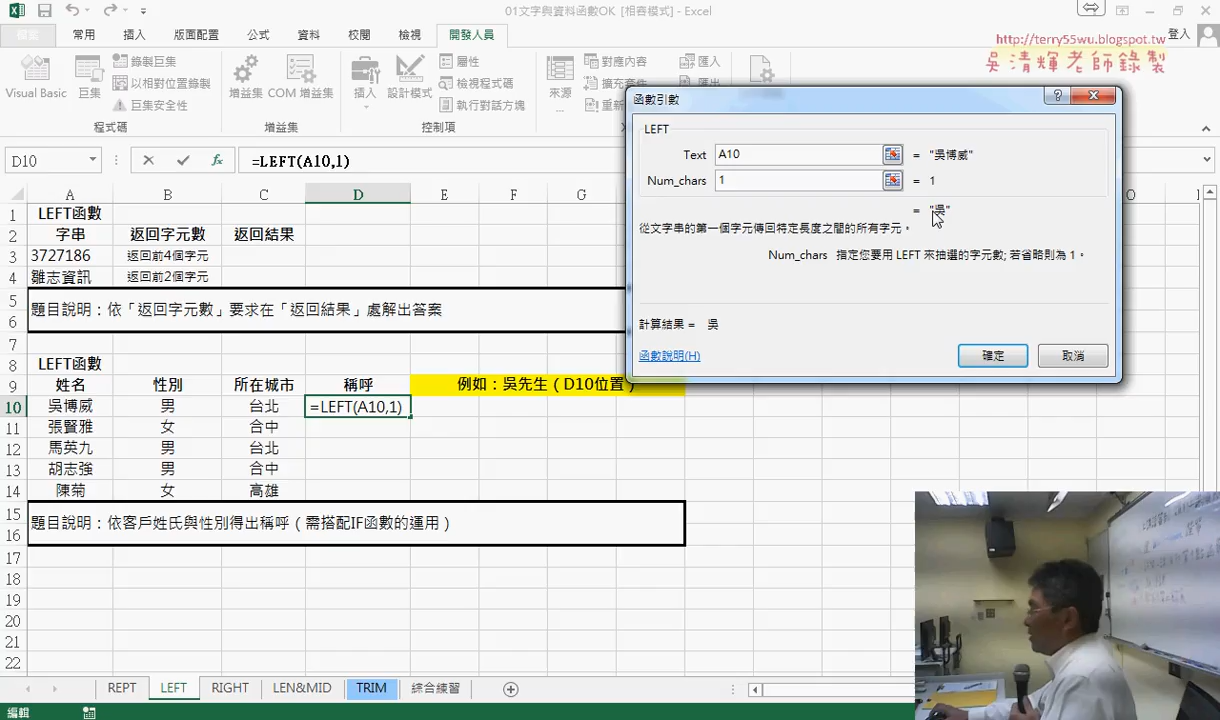 01文字與資料函數OK [相容模式] - Excel
http://terry55wu.blogspot.tw
登入
吳清輝老師錄製
常用 插入 版面配置 公式 資料 校閱 檢視 開發人員
Visual Basic
巨集
錄製巨集
以相對位置錄製
巨集安全性
程式碼
增益集
COM 增益集
增益集
插入
設計模式
屬性
檢視程式碼
執行對話方塊
控制項
來源
對應內容
擴充套件
匯入
函數引數
LEFT
Text A10 = "吳博威"
Num_chars 1 = 1
= "吳"
從文字串的第一個字元傳回特定長度之間的所有字元。
Num_chars 指定您要用 LEFT 來抽選的字元數; 若省略則為 1。
計算結果 = 吳
函數說明(H)
確定
取消
D10
fx
=LEFT(A10,1)
A B C D E F G O
1 LEFT函數
2 字串 返回字元數 返回結果
3 3727186 返回前4個字元
4 雛志資訊 返回前2個字元
5
題目說明：依「返回字元數」要求在「返回結果」處解出答案
6
7
8 LEFT函數
9 姓名 性別 所在城市 稱呼 例如：吳先生（D10位置）
10 吳博威 男 台北 =LEFT(A10,1)
11 張賢雅 女 台中
12 馬英九 男 台北
13 胡志強 男 台中
14 陳菊 女 高雄
15
題目說明：依客戶姓氏與性別得出稱呼（需搭配IF函數的運用）
16
17
18
19
20
21
22
REPT LEFT RIGHT LEN&MID TRIM 綜合練習
編輯